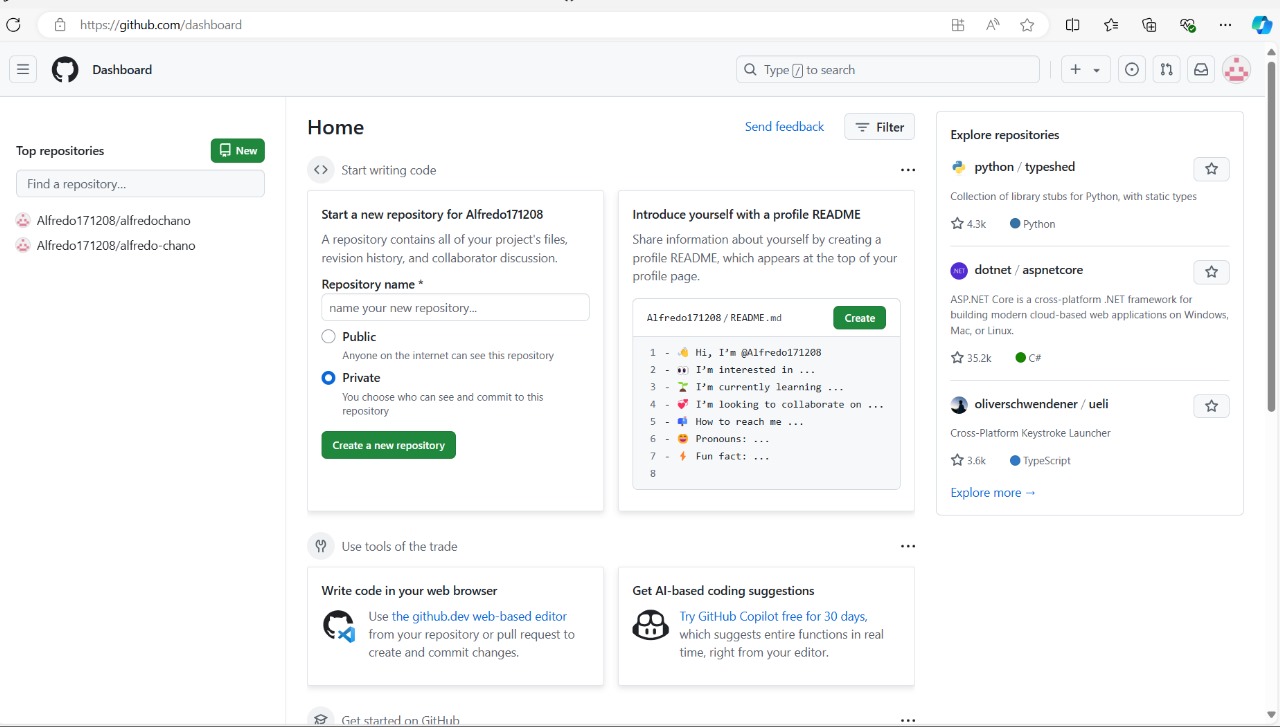 https://github.com/dashboard
Dashboard
Type / to search
Top repositories
New
Find a repository...
Alfredo171208/alfredochano
Alfredo171208/alfredo-chano
Home
Send feedback
Filter
Start writing code
Start a new repository for Alfredo171208
A repository contains all of your project's files,
revision history, and collaborator discussion.
Repository name *
name your new repository...
Public
Anyone on the internet can see this repository
Private
You choose who can see and commit to this
repository
Create a new repository
Introduce yourself with a profile README
Share information about yourself by creating a
profile README, which appears at the top of your
profile page.
Alfredo171208/README.md
Create
1 - 👋 Hi, I'm @Alfredo171208
2 - 👀 I'm interested in ...
3 - 🌱 I'm currently learning ...
4 - 💞️ I'm looking to collaborate on ...
5 - 📫 How to reach me ...
6 - 😄 Pronouns: ...
7 - ⚡ Fun fact: ...
8
Use tools of the trade
Write code in your web browser
Use the github.dev web-based editor
from your repository or pull request to
create and commit changes.
Get AI-based coding suggestions
Try GitHub Copilot free for 30 days,
which suggests entire functions in real
time, right from your editor.
Get started on GitHub
Explore repositories
python / typeshed
Collection of library stubs for Python, with static types
4.3k Python
.NET
dotnet / aspnetcore
ASP.NET Core is a cross-platform .NET framework for
building modern cloud-based web applications on Windows,
Mac, or Linux.
35.2k C#
oliverschwendener / ueli
Cross-Platform Keystroke Launcher
3.6k TypeScript
Explore more →